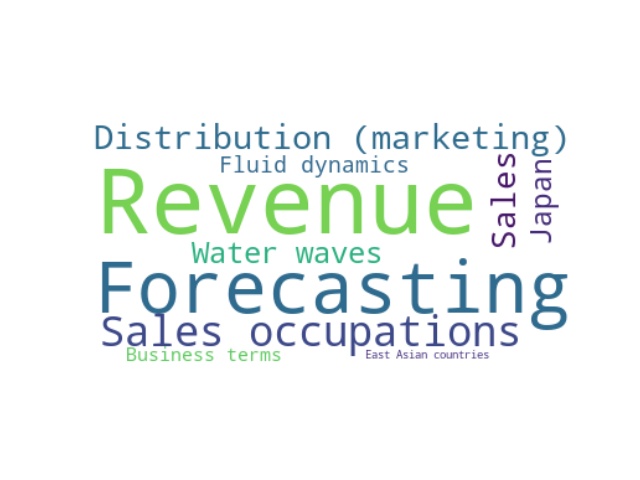 Distribution (marketing)
Fluid dynamics
Revenue
Sales
Japan
Water waves
Forecasting
Sales occupations
Business terms
East Asian countries